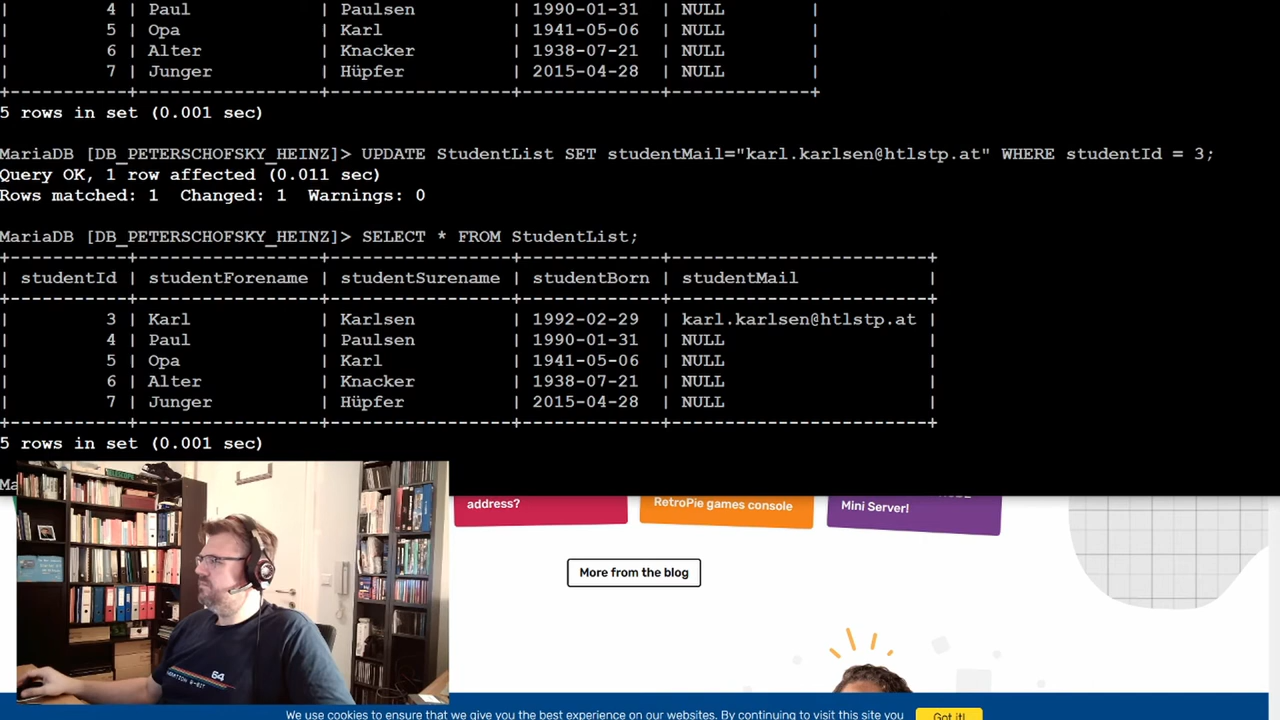 |         4 | Paul            | Paulsen         | 1990-01-31  | NULL        |
|         5 | Opa             | Karl            | 1941-05-06  | NULL        |
|         6 | Alter           | Knacker         | 1938-07-21  | NULL        |
|         7 | Junger          | Hüpfer          | 2015-04-28  | NULL        |
+-----------+-----------------+-----------------+-------------+-------------+
5 rows in set (0.001 sec)
MariaDB [DB_PETERSCHOFSKY_HEINZ]> UPDATE StudentList SET studentMail="karl.karlsen@htlstp.at" WHERE studentId = 3;
Query OK, 1 row affected (0.011 sec)
Rows matched: 1  Changed: 1  Warnings: 0
MariaDB [DB_PETERSCHOFSKY_HEINZ]> SELECT * FROM StudentList;
+-----------+-----------------+-----------------+-------------+------------------------+
| studentId | studentForename | studentSurename | studentBorn | studentMail            |
+-----------+-----------------+-----------------+-------------+------------------------+
|         3 | Karl            | Karlsen         | 1992-02-29  | karl.karlsen@htlstp.at |
|         4 | Paul            | Paulsen         | 1990-01-31  | NULL                   |
|         5 | Opa             | Karl            | 1941-05-06  | NULL                   |
|         6 | Alter           | Knacker         | 1938-07-21  | NULL                   |
|         7 | Junger          | Hüpfer          | 2015-04-28  | NULL                   |
+-----------+-----------------+-----------------+-------------+------------------------+
5 rows in set (0.001 sec)
address?
RetroPie games console
Mini Server!
More from the blog
64
We use cookies to ensure that we give you the best experience on our websites. By continuing to visit this site you
Got it!